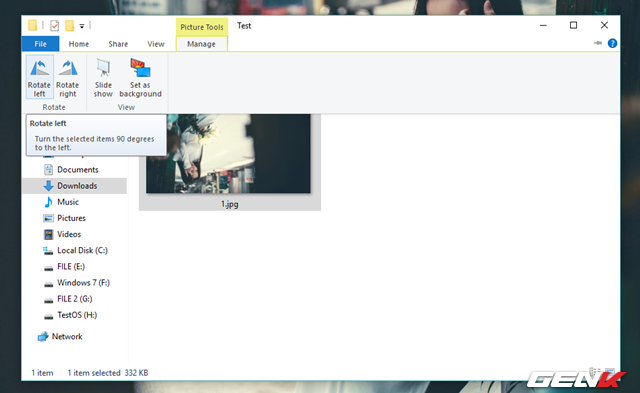 Picture Tools
Test
File
Home
Share
View
Manage
Rotate left
Rotate right
Slide show
Set as background
Rotate
View
Rotate left
Turn the selected items 90 degrees
to the left.
Documents
Downloads
Music
Pictures
Videos
Local Disk (C:)
FILE (E:)
Windows 7 (F:)
FILE 2 (G:)
TestOS (H:)
Network
1.jpg
1 item
1 item selected
332 KB
GENK